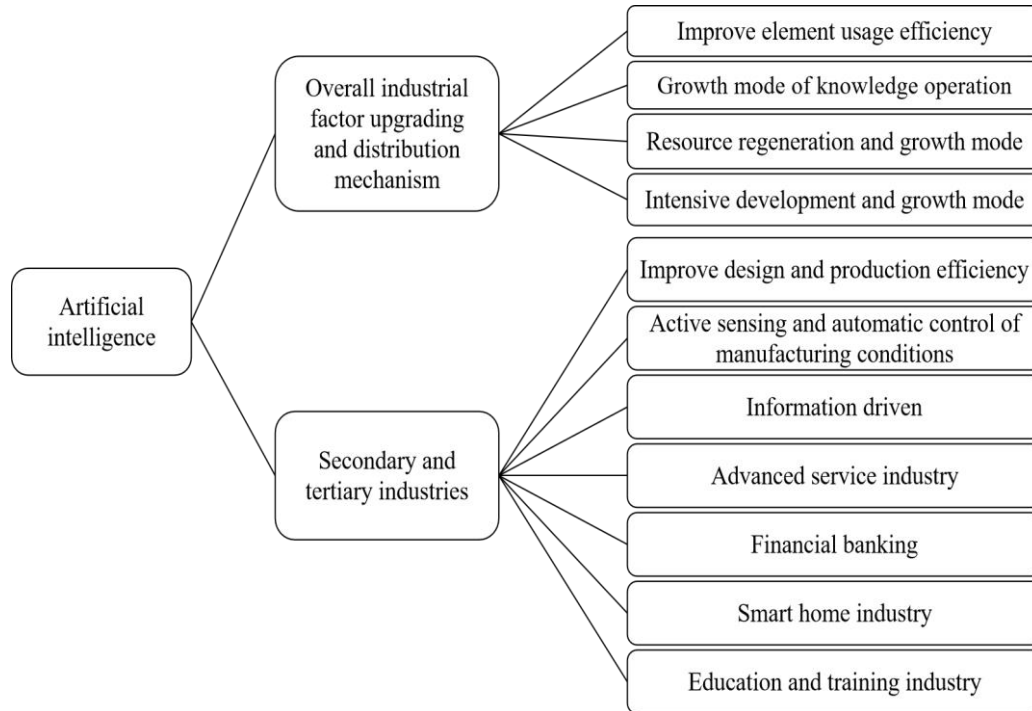 Artificial
intelligence
Overall industrial
factor upgrading
and distribution
mechanism
Improve element usage efficiency
Growth mode of knowledge operation
Resource regeneration and growth mode
Intensive development and growth mode
Secondary and
tertiary industries
Improve design and production efficiency
Active sensing and automatic control of
manufacturing conditions
Information driven
Advanced service industry
Financial banking
Smart home industry
Education and training industry